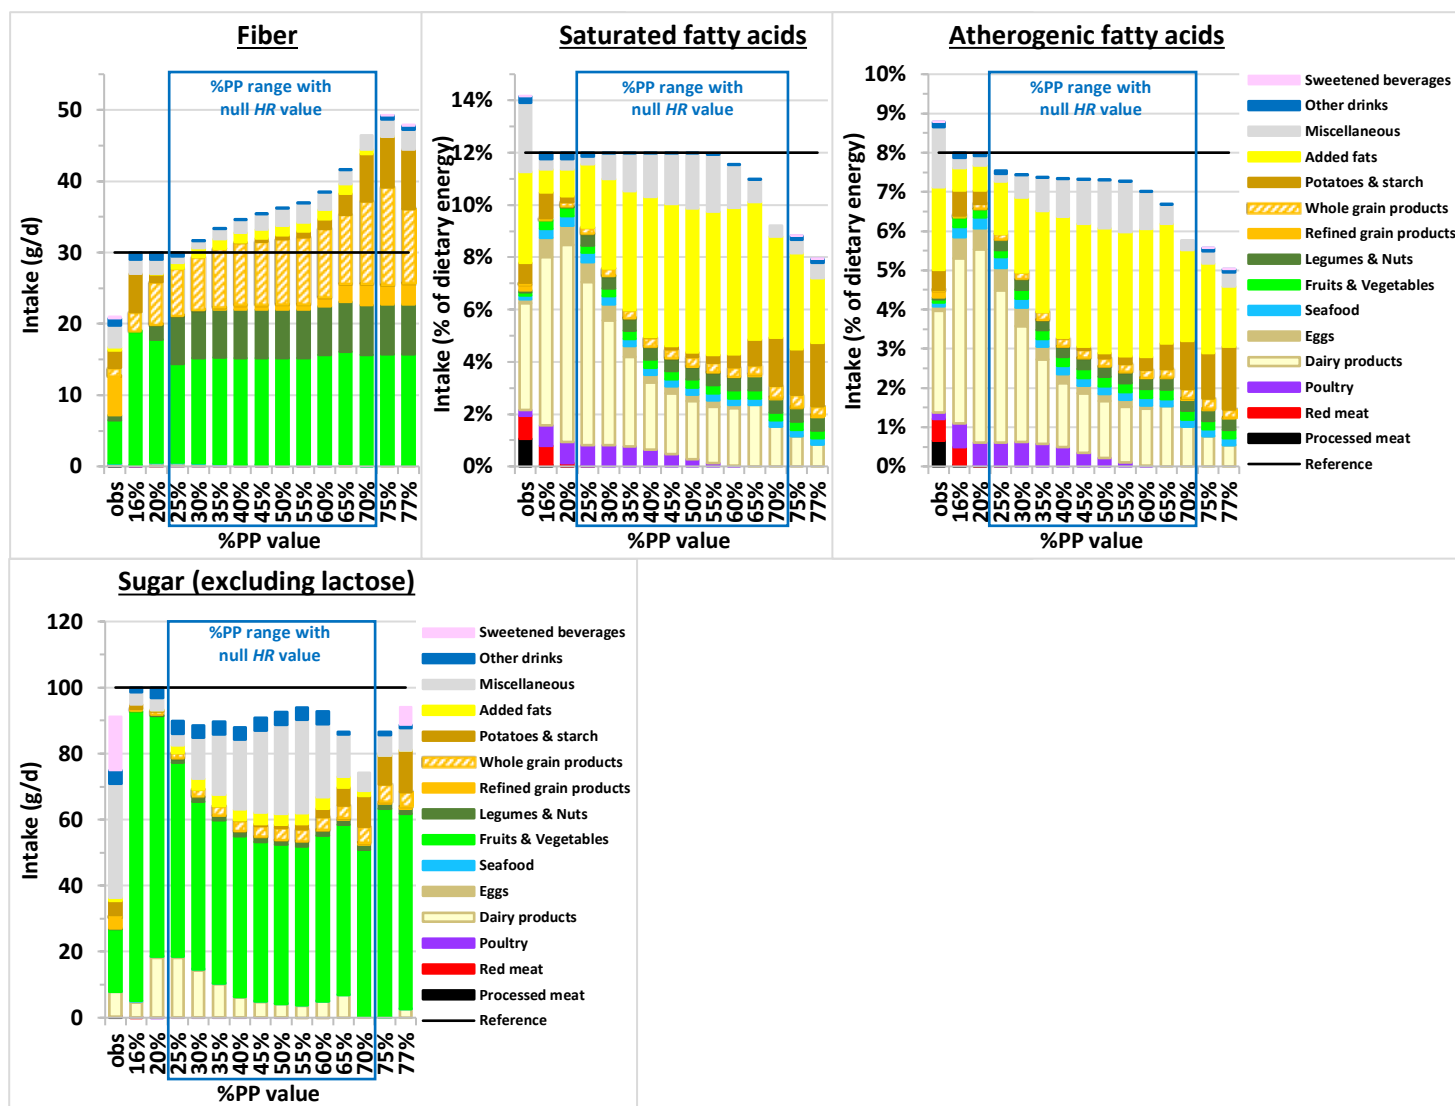 Fiber
%PP range with
null HR value
Intake (g/d)
50
40
30
20
10
0
obs 16% 20% 25% 30% 35% 40% 45% 50% 55% 60% 65% 70% 75% 77%
%PP value
Saturated fatty acids
%PP range with
null HR value
Intake (% of dietary energy)
14%
12%
10%
8%
6%
4%
2%
0%
obs 16% 20% 25% 30% 35% 40% 45% 50% 55% 60% 65% 70% 75% 77%
%PP value
Atherogenic fatty acids
%PP range with
null HR value
Intake (% of dietary energy)
10%
9%
8%
7%
6%
5%
4%
3%
2%
1%
0%
obs 16% 20% 25% 30% 35% 40% 45% 50% 55% 60% 65% 70% 75% 77%
%PP value
Sweetened beverages
Other drinks
Miscellaneous
Added fats
Potatoes & starch
Whole grain products
Refined grain products
Legumes & Nuts
Fruits & Vegetables
Seafood
Eggs
Dairy products
Poultry
Red meat
Processed meat
Reference
Sugar (excluding lactose)
%PP range with
null HR value
Intake (g/d)
120
100
80
60
40
20
0
obs 16% 20% 25% 30% 35% 40% 45% 50% 55% 60% 65% 70% 75% 77%
%PP value
Sweetened beverages
Other drinks
Miscellaneous
Added fats
Potatoes & starch
Whole grain products
Refined grain products
Legumes & Nuts
Fruits & Vegetables
Seafood
Eggs
Dairy products
Poultry
Red meat
Processed meat
Reference